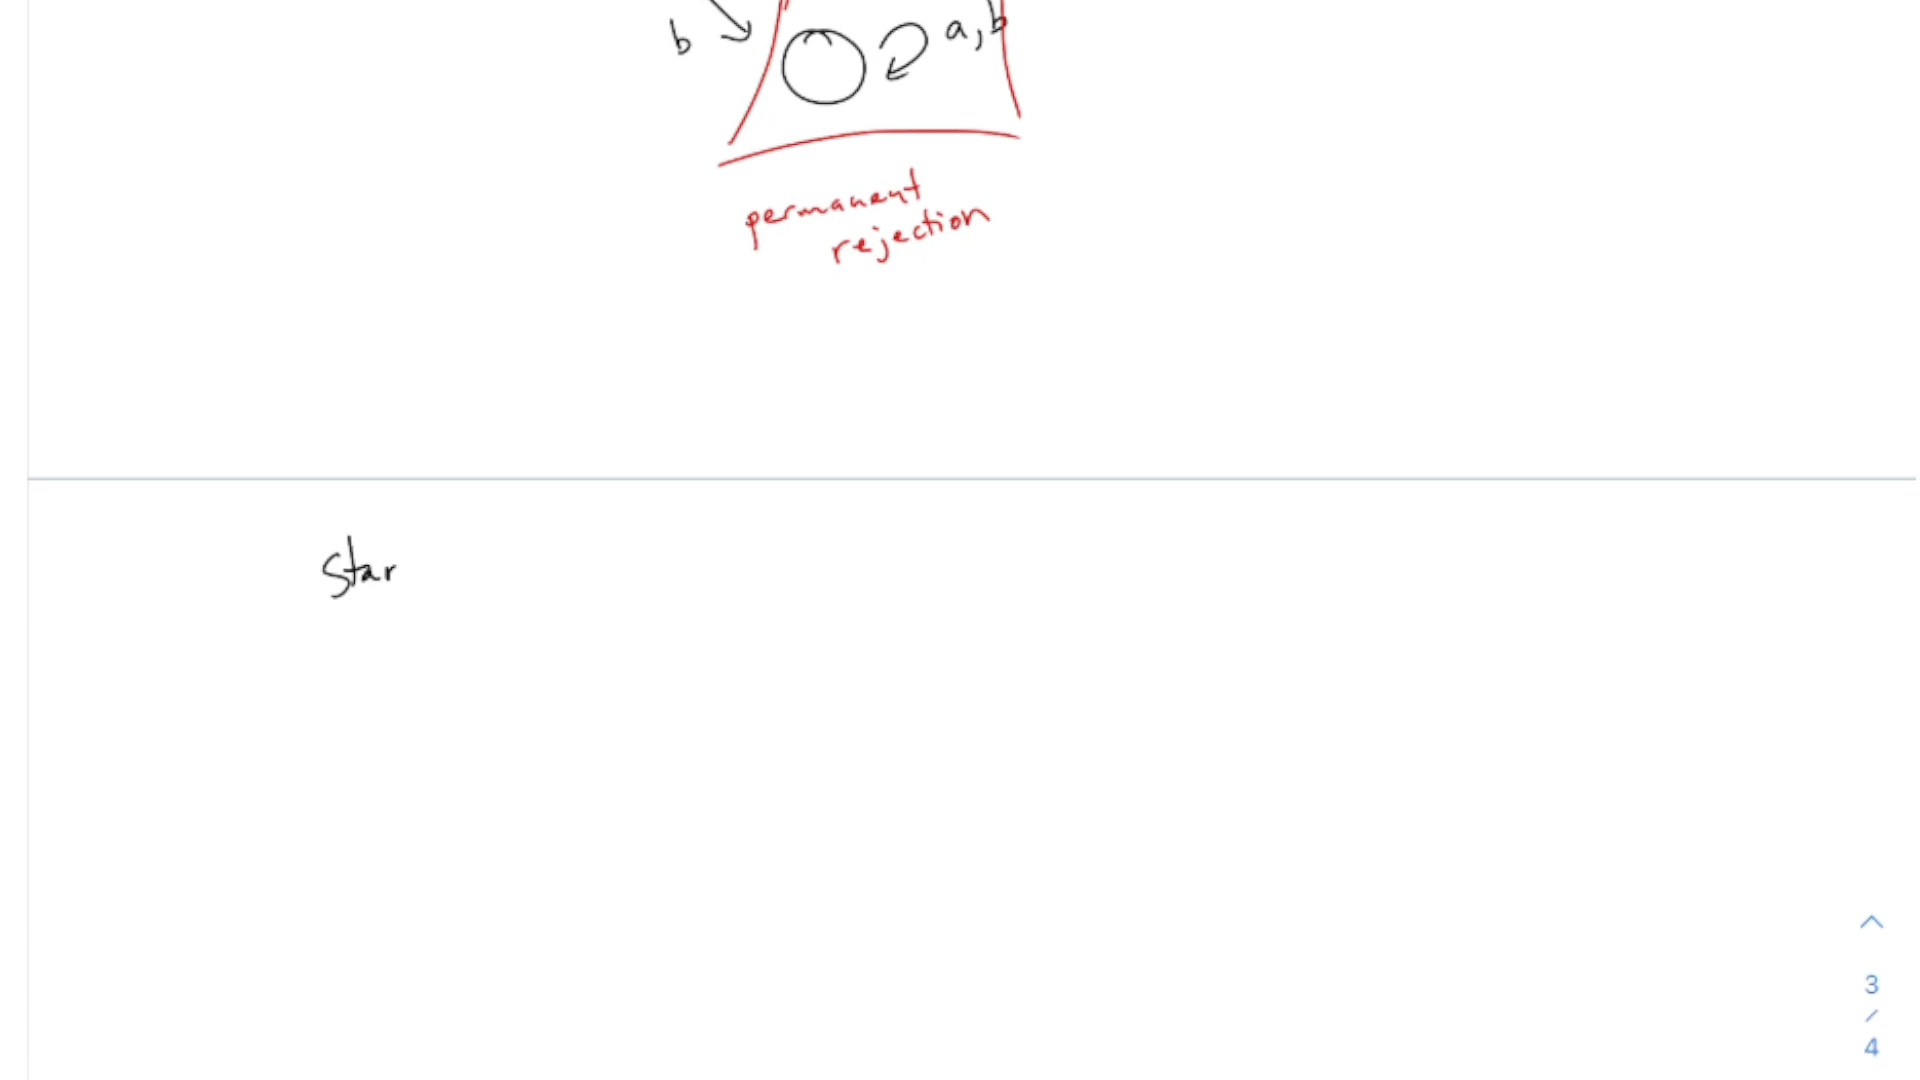 b
a, b
permanent
rejection
Star
3
/
4